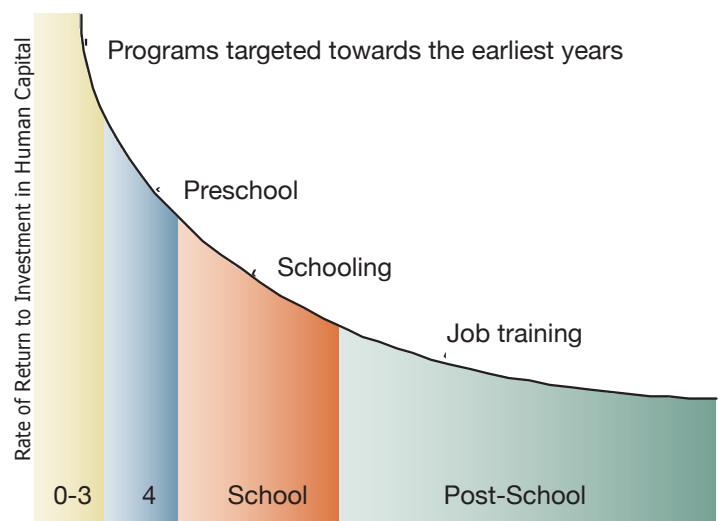 Rate of Return to Investment in Human Capital
Programs targeted towards the earliest years
Preschool
Schooling
Job training
0-3
4
School
Post-School